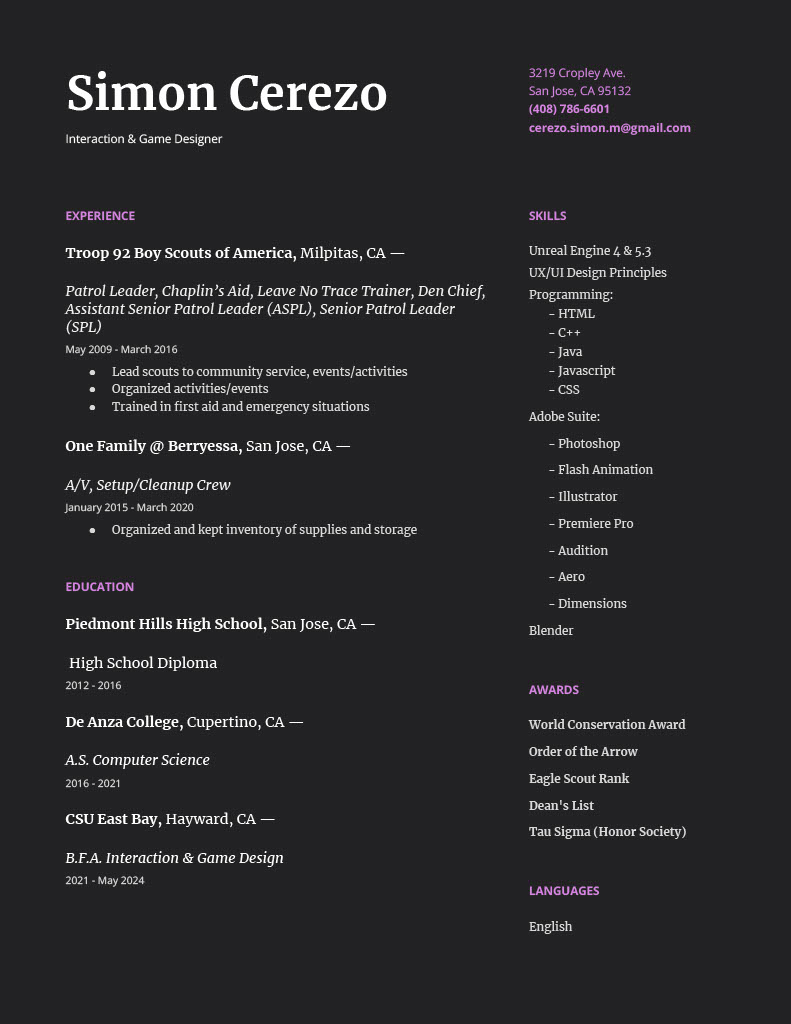 Simon Cerezo
Interaction & Game Designer
3219 Cropley Ave.
San Jose, CA 95132
(408) 786-6601
cerezo.simon.m@gmail.com
EXPERIENCE
Troop 92 Boy Scouts of America, Milpitas, CA —
Patrol Leader, Chaplin’s Aid, Leave No Trace Trainer, Den Chief,
Assistant Senior Patrol Leader (ASPL), Senior Patrol Leader
(SPL)
May 2009 - March 2016
● Lead scouts to community service, events/activities
● Organized activities/events
● Trained in first aid and emergency situations
One Family @ Berryessa, San Jose, CA —
A/V, Setup/Cleanup Crew
January 2015 - March 2020
● Organized and kept inventory of supplies and storage
EDUCATION
Piedmont Hills High School, San Jose, CA —
High School Diploma
2012 - 2016
De Anza College, Cupertino, CA —
A.S. Computer Science
2016 - 2021
CSU East Bay, Hayward, CA —
B.F.A. Interaction & Game Design
2021 - May 2024
SKILLS
Unreal Engine 4 & 5.3
UX/UI Design Principles
Programming:
- HTML
- C++
- Java
- Javascript
- CSS
Adobe Suite:
- Photoshop
- Flash Animation
- Illustrator
- Premiere Pro
- Audition
- Aero
- Dimensions
Blender
AWARDS
World Conservation Award
Order of the Arrow
Eagle Scout Rank
Dean's List
Tau Sigma (Honor Society)
LANGUAGES
English